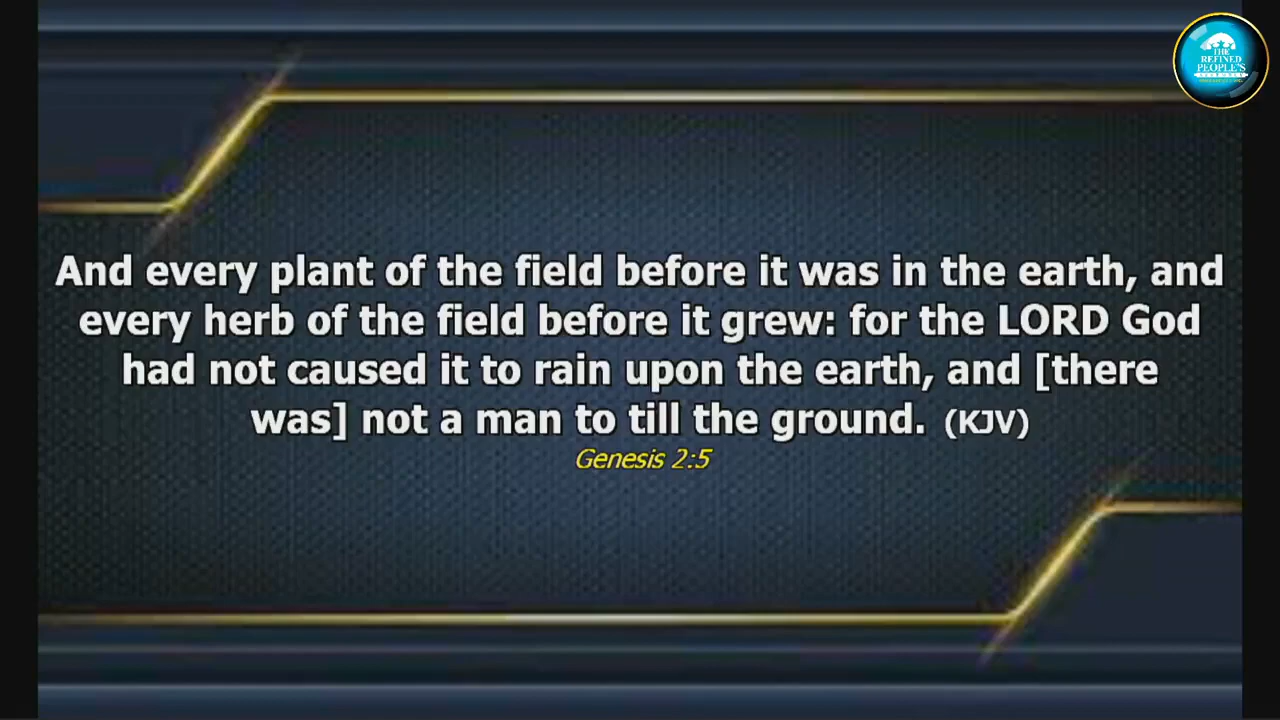 THE
REFINED
PEOPLE'S
And every plant of the field before it was in the earth, and
every herb of the field before it grew: for the LORD God
had not caused it to rain upon the earth, and [there
was] not a man to till the ground. (KJV)
Genesis 2:5